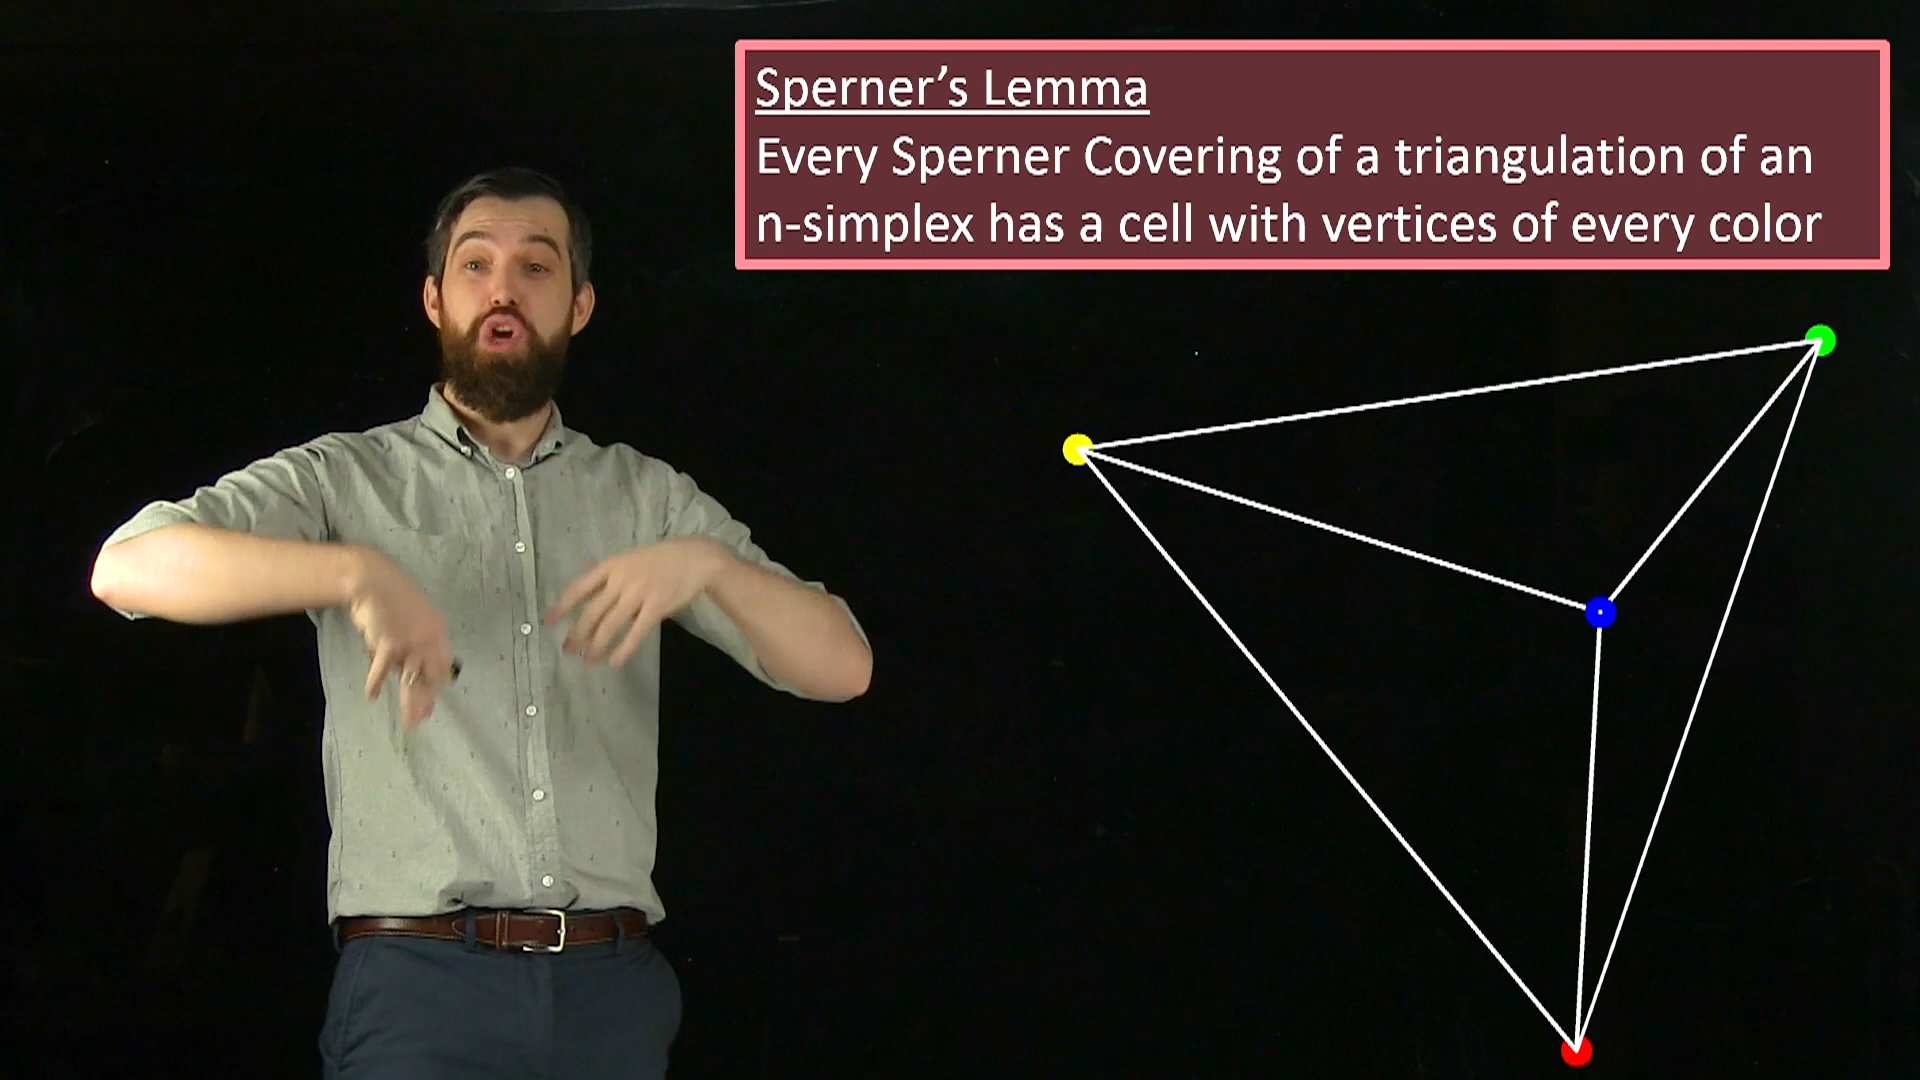 Sperner’s Lemma
Every Sperner Covering of a triangulation of an
n-simplex has a cell with vertices of every color